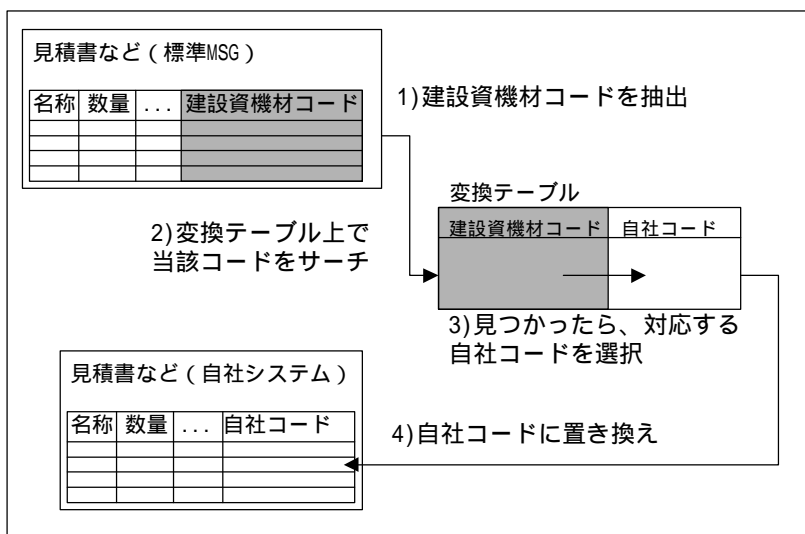 見積書など（標準MSG）
名称 数量 ... 建設資機材コード
1)建設資機材コードを抽出
変換テーブル
建設資機材コード 自社コード
2)変換テーブル上で
当該コードをサーチ
3)見つかったら、対応する
自社コードを選択
見積書など（自社システム）
名称 数量 ... 自社コード
4)自社コードに置き換え